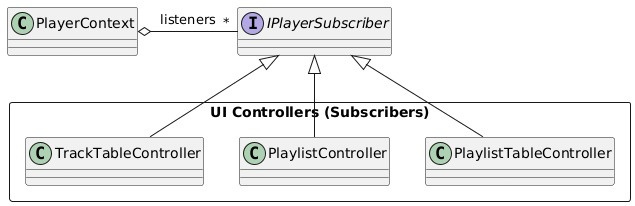 C PlayerContext
listeners *
I IPlayerSubscriber
UI Controllers (Subscribers)
C TrackTableController
C PlaylistController
C PlaylistTableController